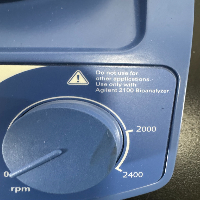 Do not use for
other applications.
Use only with
Agilent 2100 Bioanalyzer
2000
2400
0
rpm